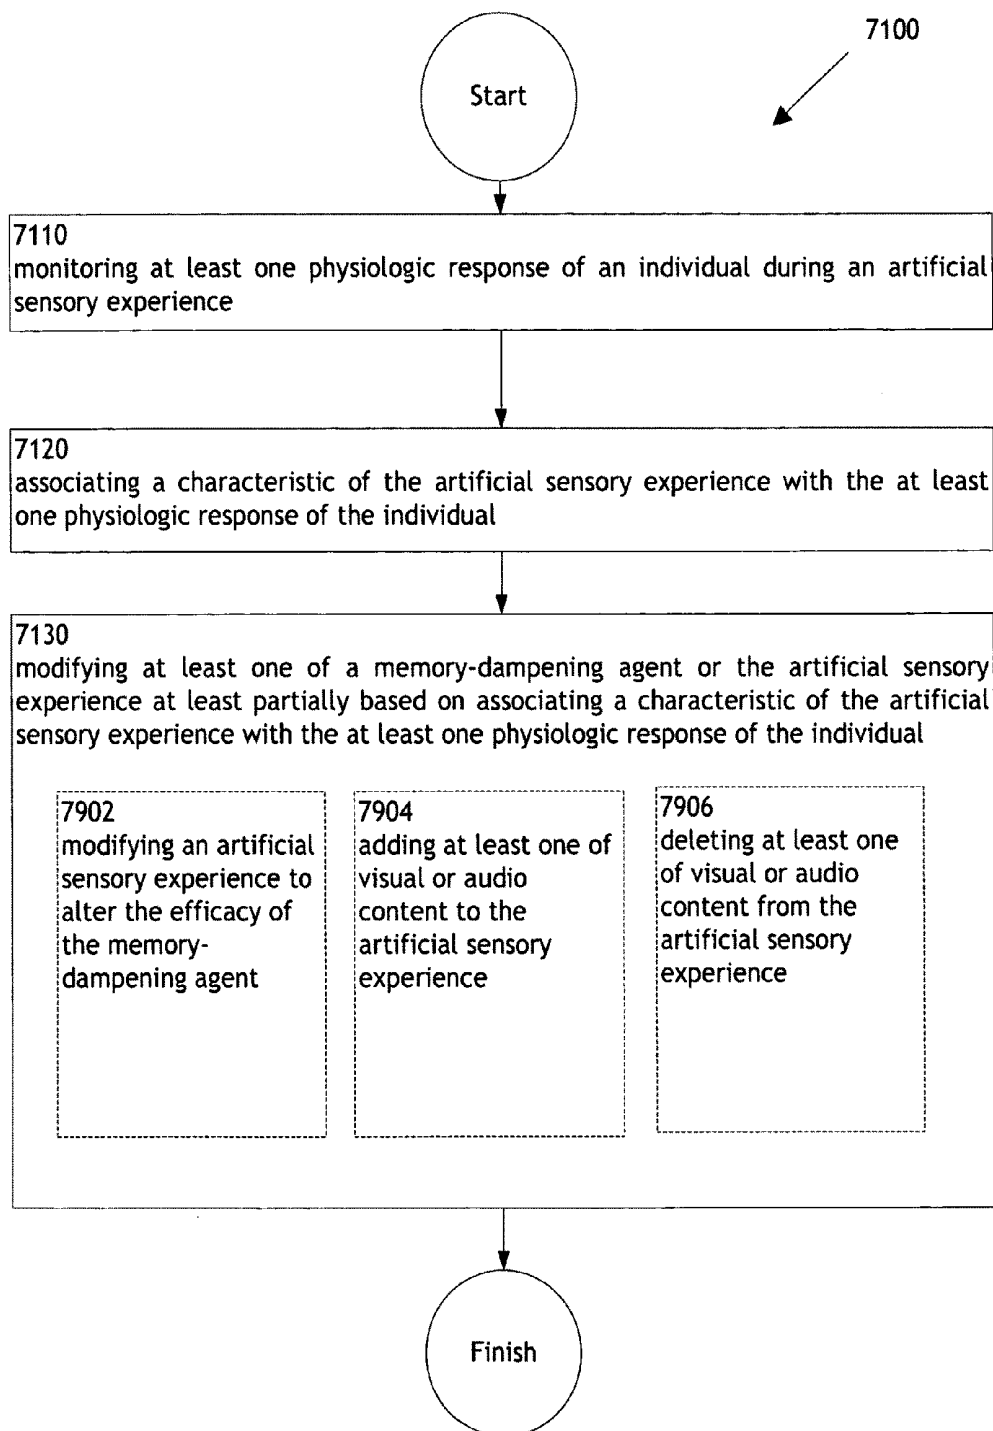 7100
Start
7110
monitoring at least one physiologic response of an individual during an artificial
sensory experience
7120
associating a characteristic of the artificial sensory experience with the at least
one physiologic response of the individual
7130
modifying at least one of a memory-dampening agent or the artificial sensory
experience at least partially based on associating a characteristic of the artificial
sensory experience with the at least one physiologic response of the individual
7902
modifying an artificial
sensory experience to
alter the efficacy of
the memory-
dampening agent
7904
adding at least one of
visual or audio
content to the
artificial sensory
experience
7906
deleting at least one
of visual or audio
content from the
artificial sensory
experience
Finish